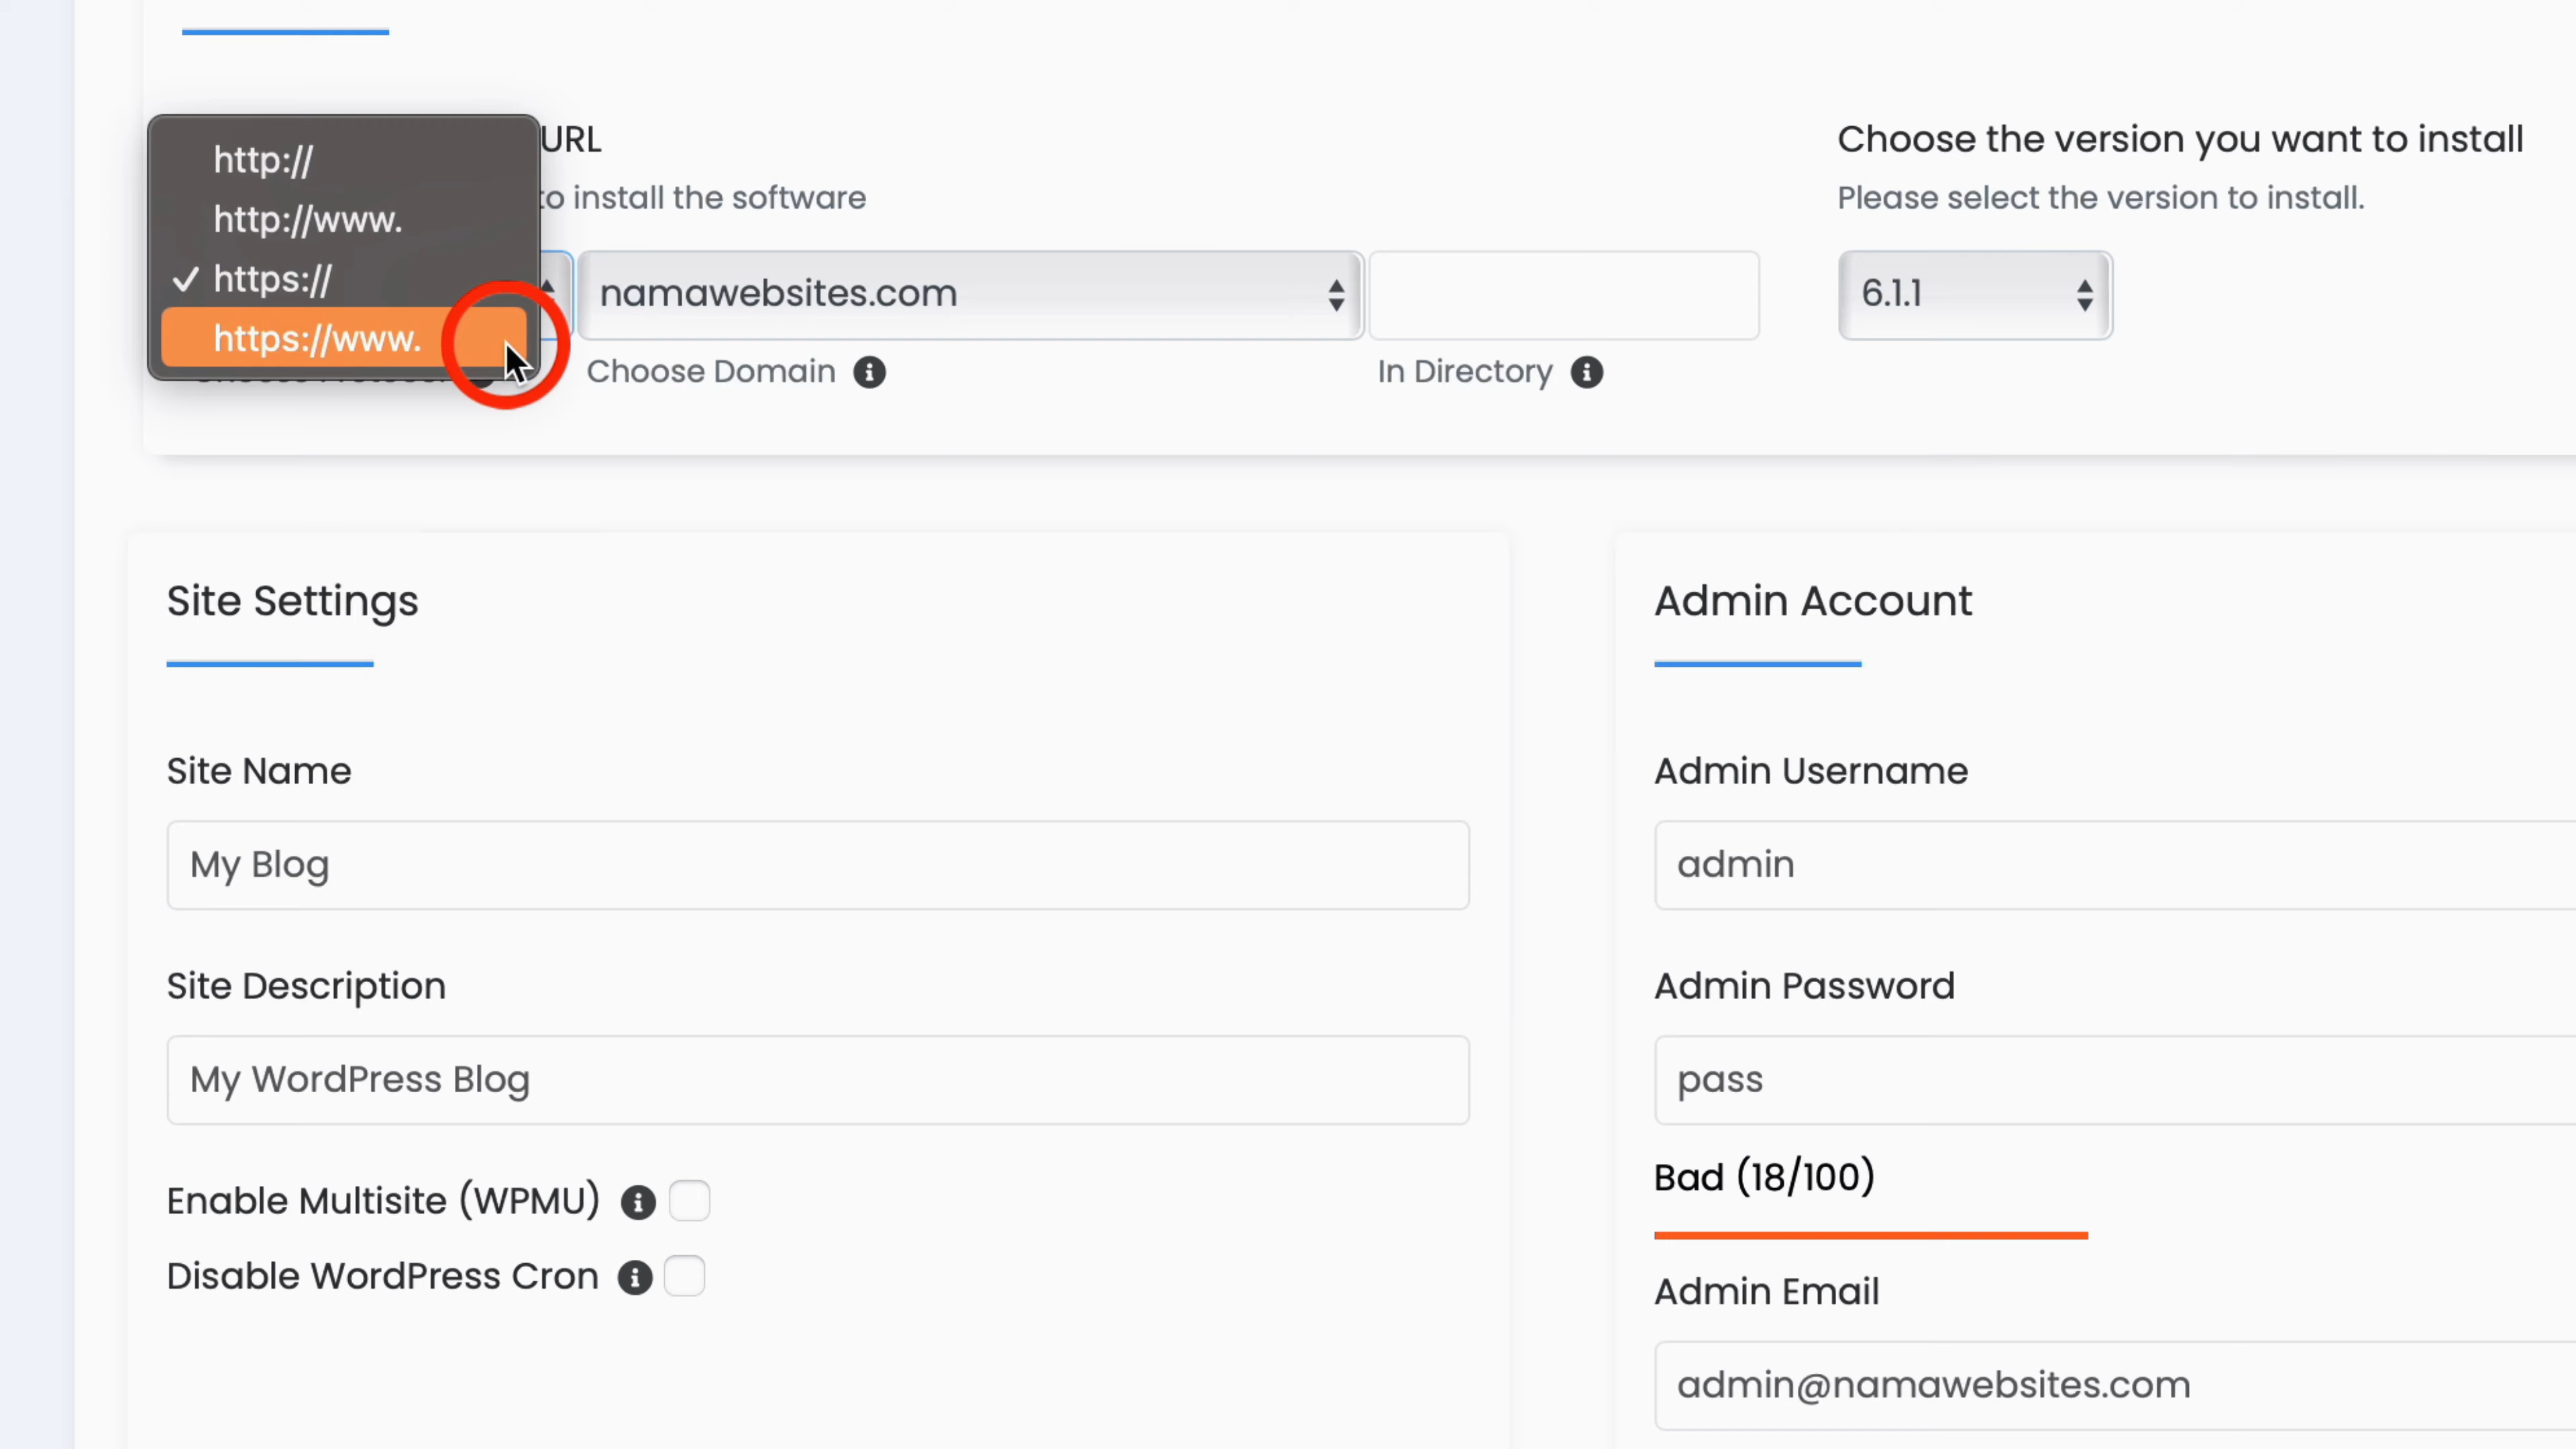 http://
http://www.
https://
https://www.
URL
to install the software
namawebsites.com
Choose Domain
In Directory
Choose the version you want to install
Please select the version to install.
6.1.1
Site Settings
Site Name
My Blog
Site Description
My WordPress Blog
Enable Multisite (WPMU)
Disable WordPress Cron
Admin Account
Admin Username
admin
Admin Password
pass
Bad (18/100)
Admin Email
admin@namawebsites.com